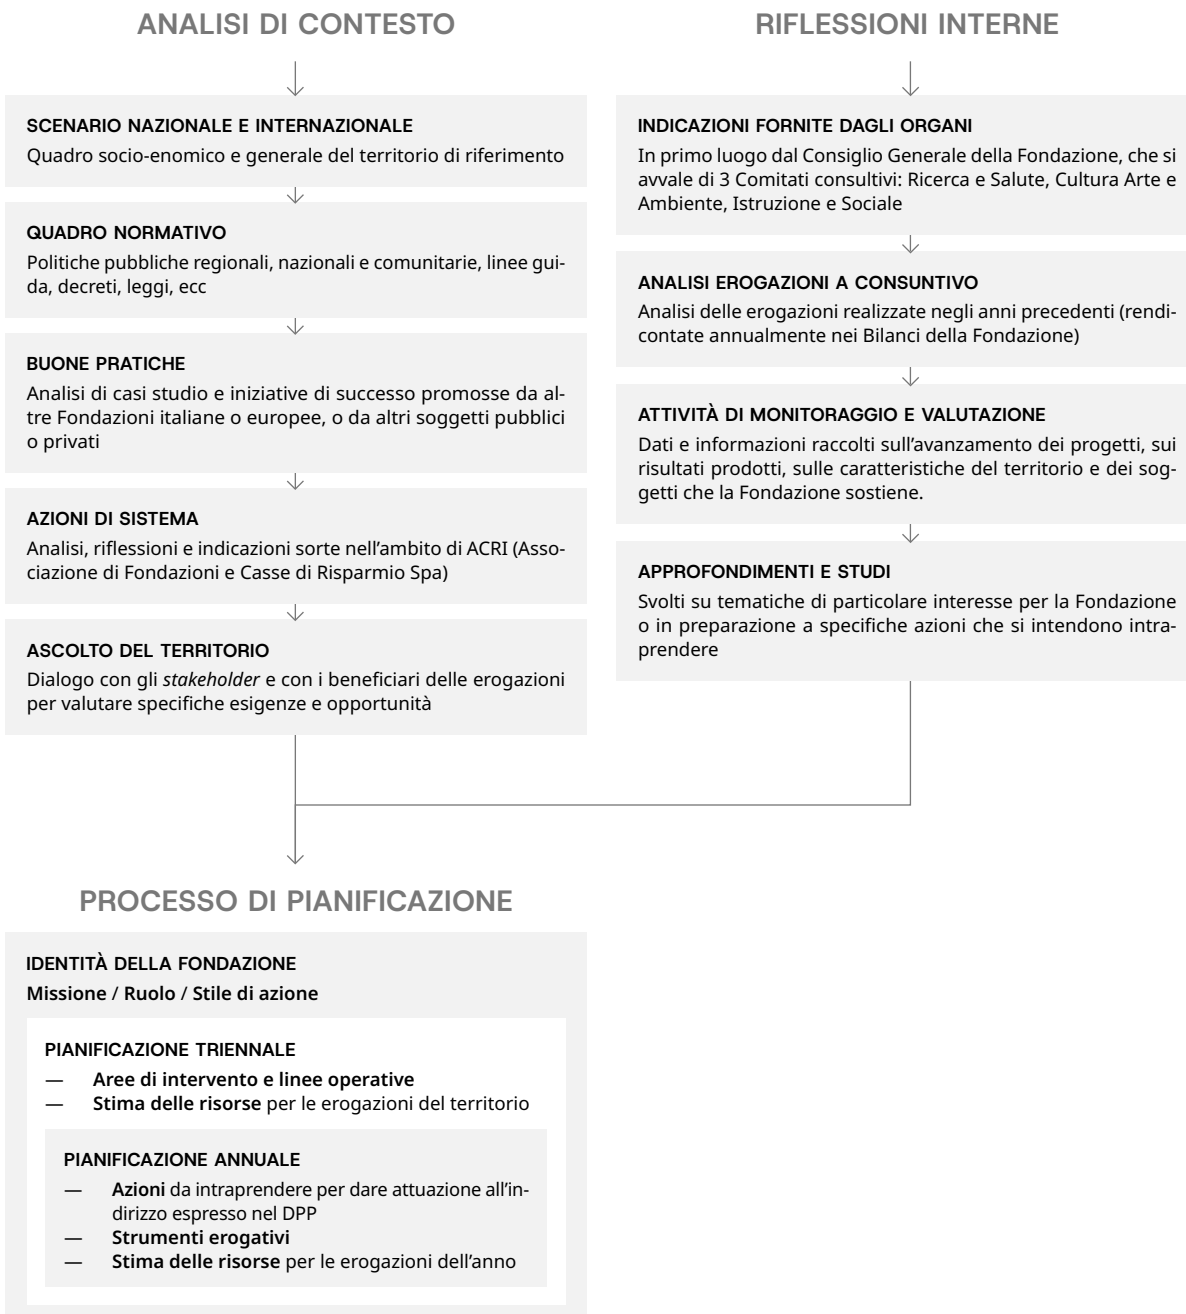 ANALISI DI CONTESTO
SCENARIO NAZIONALE E INTERNAZIONALE
Quadro socio-enomico e generale del territorio di riferimento
QUADRO NORMATIVO
Politiche pubbliche regionali, nazionali e comunitarie, linee gui-
da, decreti, leggi, ecc
BUONE PRATICHE
Analisi di casi studio e iniziative di successo promosse da al-
tre Fondazioni italiane o europee, o da altri soggetti pubblici
o privati
AZIONI DI SISTEMA
Analisi, riflessioni e indicazioni sorte nell'ambito di ACRI (Asso-
ciazione di Fondazioni e Casse di Risparmio Spa)
ASCOLTO DEL TERRITORIO
Dialogo con gli stakeholder e con i beneficiari delle erogazioni
per valutare specifiche esigenze e opportunità
RIFLESSIONI INTERNE
INDICAZIONI FORNITE DAGLI ORGANI
In primo luogo dal Consiglio Generale della Fondazione, che si
avvale di 3 Comitati consultivi: Ricerca e Salute, Cultura Arte e
Ambiente, Istruzione e Sociale
ANALISI EROGAZIONI A CONSUNTIVO
Analisi delle erogazioni realizzate negli anni precedenti (rendi-
contate annualmente nei Bilanci della Fondazione)
ATTIVITÀ DI MONITORAGGIO E VALUTAZIONE
Dati e informazioni raccolti sull'avanzamento dei progetti, sui
risultati prodotti, sulle caratteristiche del territorio e dei sog-
getti che la Fondazione sostiene.
APPROFONDIMENTI E STUDI
Svolti su tematiche di particolare interesse per la Fondazione
o in preparazione a specifiche azioni che si intendono intra-
prendere
PROCESSO DI PIANIFICAZIONE
IDENTITÀ DELLA FONDAZIONE
Missione / Ruolo / Stile di azione
PIANIFICAZIONE TRIENNALE
— Aree di intervento e linee operative
— Stima delle risorse per le erogazioni del territorio
PIANIFICAZIONE ANNUALE
— Azioni da intraprendere per dare attuazione all'in-
dirizzo espresso nel DPP
— Strumenti erogativi
— Stima delle risorse per le erogazioni dell'anno